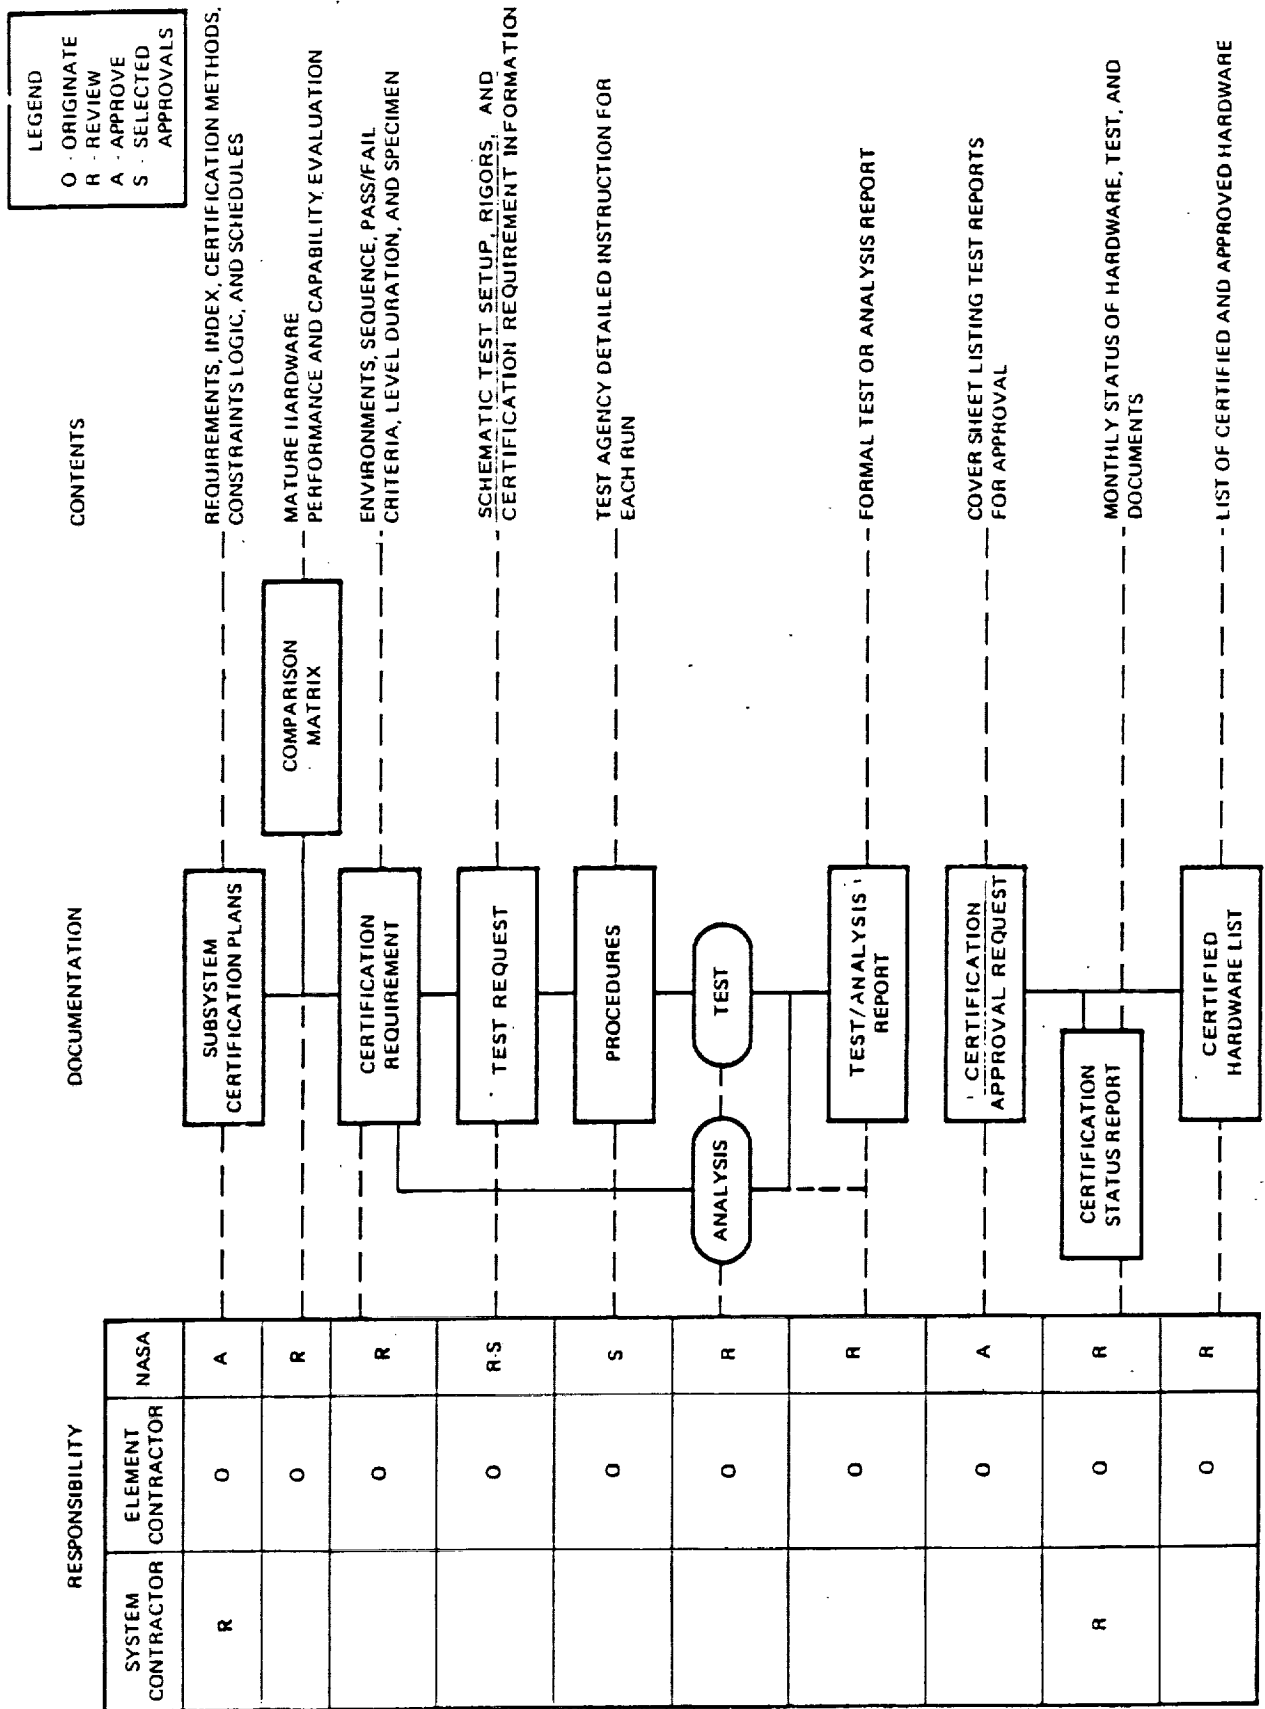 LEGEND
O - ORIGINATE
R - REVIEW
A - APPROVE
S - SELECTED
APPROVALS
RESPONSIBILITY
DOCUMENTATION
CONTENTS
SYSTEM
CONTRACTOR
ELEMENT
CONTRACTOR
NASA
R
O
A
SUBSYSTEM
CERTIFICATION PLANS
REQUIREMENTS, INDEX, CERTIFICATION METHODS,
CONSTRAINTS LOGIC, AND SCHEDULES
O
R
COMPARISON
MATRIX
MATURE HARDWARE
PERFORMANCE AND CAPABILITY EVALUATION
O
R
CERTIFICATION
REQUIREMENT
ENVIRONMENTS, SEQUENCE, PASS/FAIL
CRITERIA, LEVEL DURATION, AND SPECIMEN
O
R-S
TEST REQUEST
SCHEMATIC TEST SETUP, RIGORS, AND
CERTIFICATION REQUIREMENT INFORMATION
O
S
PROCEDURES
TEST AGENCY DETAILED INSTRUCTION FOR
EACH RUN
O
R
ANALYSIS
TEST
O
R
TEST/ANALYSIS
REPORT
FORMAL TEST OR ANALYSIS REPORT
O
A
CERTIFICATION
APPROVAL REQUEST
COVER SHEET LISTING TEST REPORTS
FOR APPROVAL
R
O
R
CERTIFICATION
STATUS REPORT
MONTHLY STATUS OF HARDWARE, TEST, AND
DOCUMENTS
O
R
CERTIFIED
HARDWARE LIST
LIST OF CERTIFIED AND APPROVED HARDWARE